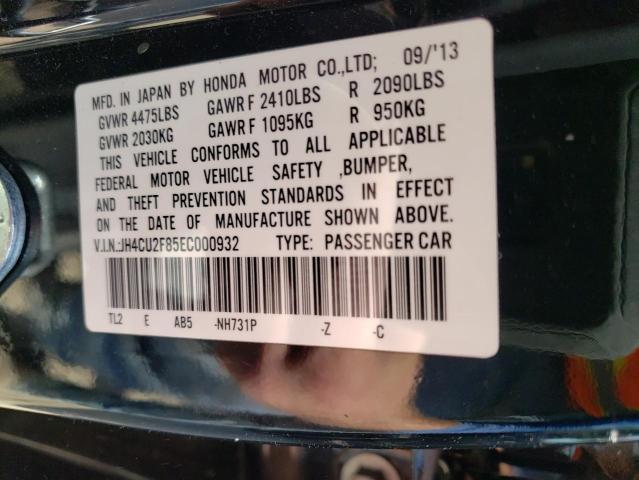 MFD. IN JAPAN BY HONDA MOTOR CO.,LTD; 09/'13
GVWR 4475LBS GAWR F 2410LBS R 2090LBS
GVWR 2030KG GAWR F 1095KG R 950KG
THIS VEHICLE CONFORMS TO ALL APPLICABLE
FEDERAL MOTOR VEHICLE SAFETY ,BUMPER,
AND THEFT PREVENTION STANDARDS IN EFFECT
ON THE DATE OF MANUFACTURE SHOWN ABOVE.
V.I.N.:JH4CU2F85EC000932 TYPE: PASSENGER CAR
TL2 E AB5 -NH731P -Z -C